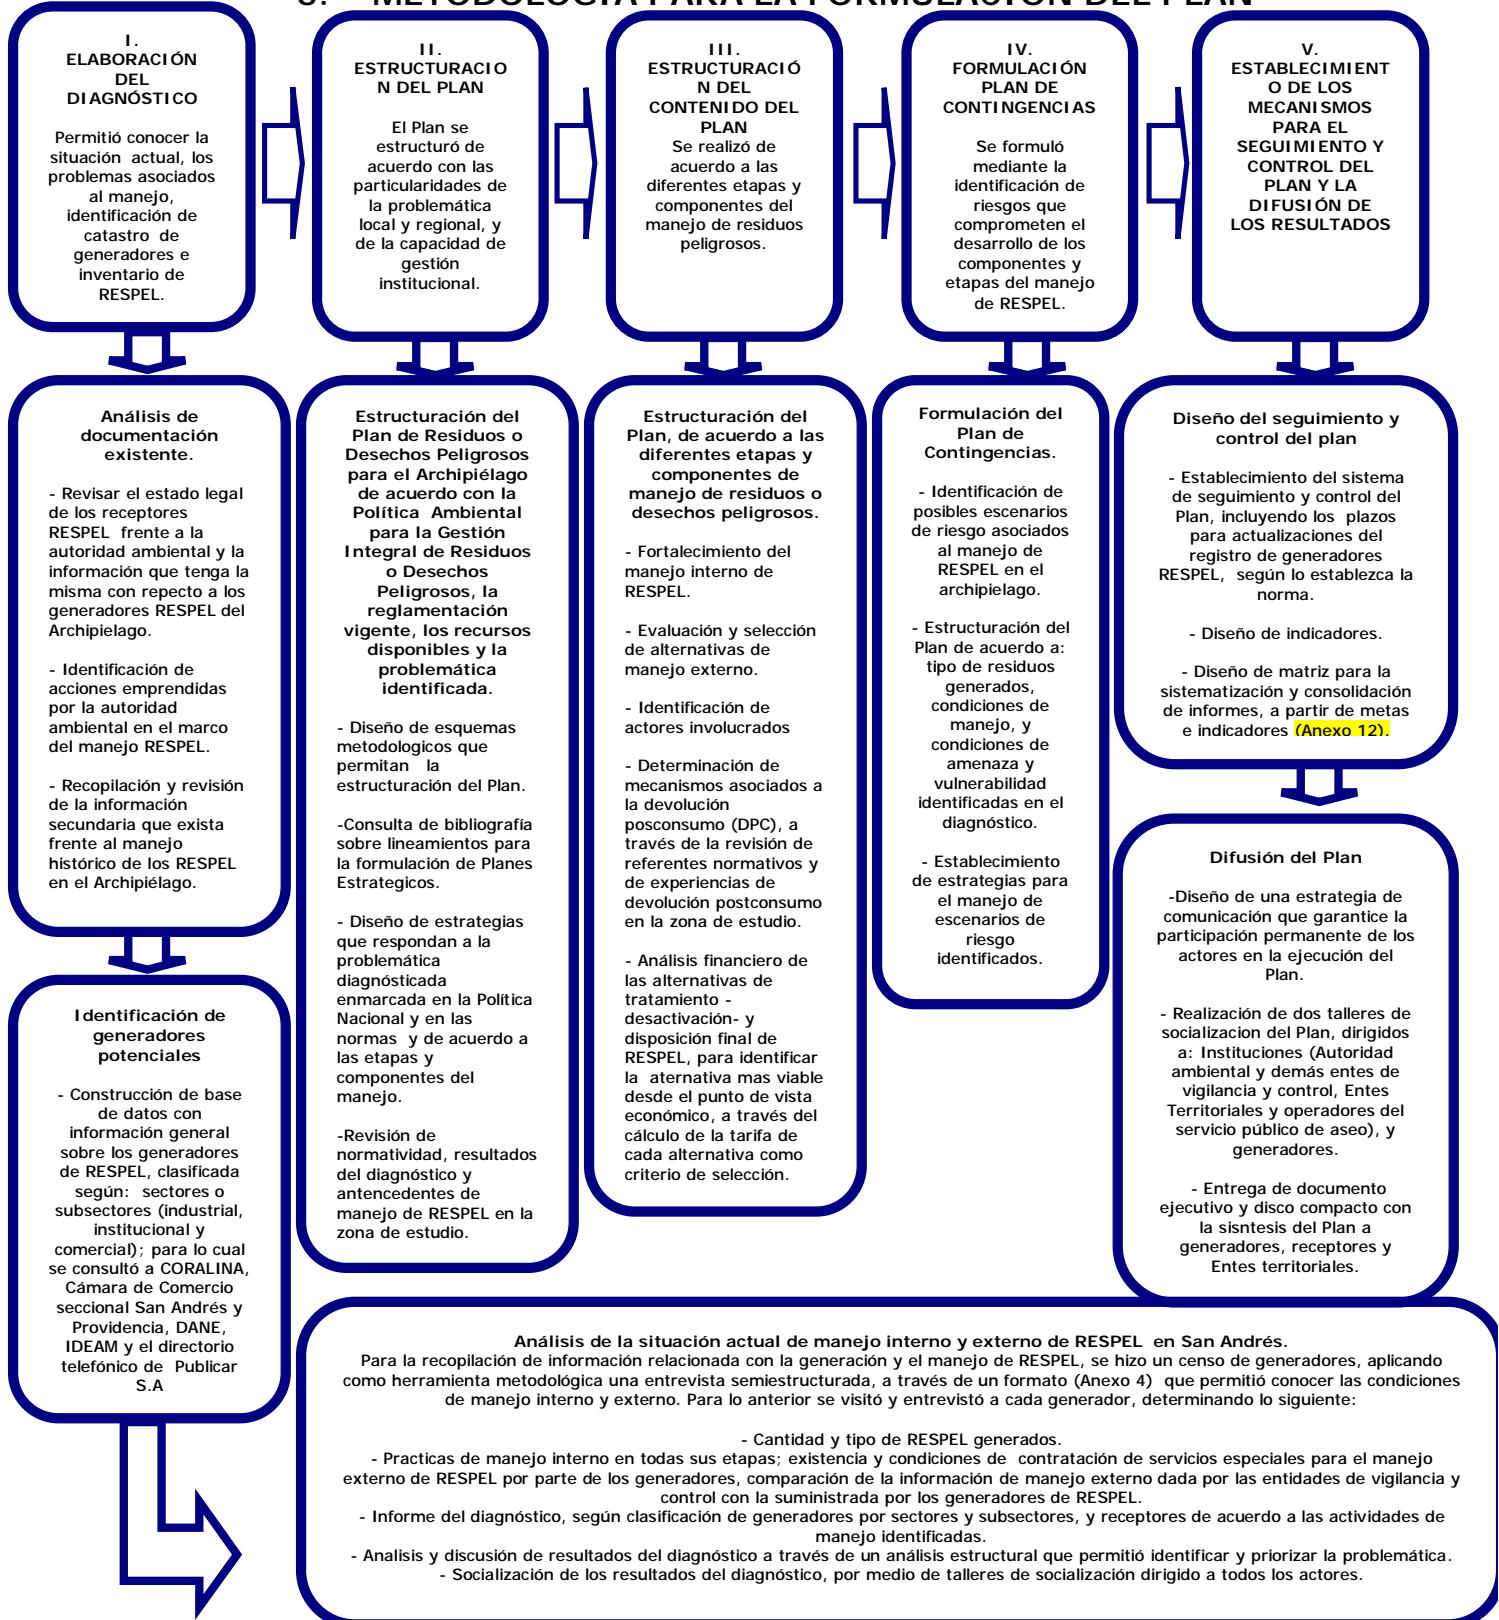 METODOLOGÍA PARA LA FORMULACIÓN DEL PLAN
I.
ELABORACIÓN
DEL
DIAGNÓSTICO
Permitió conocer la
situación actual, los
problemas asociados
al manejo,
identificación de
catastro de
generadores e
inventario de
RESPEL.
II.
ESTRUCTURACIO
N DEL PLAN
El Plan se
estructuró de
acuerdo con las
particularidades de
la problemática
local y regional, y
de la capacidad de
gestión
institucional.
III.
ESTRUCTURACIÓ
N DEL
CONTENIDO DEL
PLAN
Se realizó de
acuerdo a las
diferentes etapas y
componentes del
manejo de residuos
peligrosos.
IV.
FORMULACIÓN
PLAN DE
CONTINGENCIAS
Se formuló
mediante la
identificación de
riesgos que
comprometen el
desarrollo de los
componentes y
etapas del manejo
de RESPEL.
V.
ESTABLECIMIENT
O DE LOS
MECANISMOS
PARA EL
SEGUIMIENTO Y
CONTROL DEL
PLAN Y LA
DIFUSIÓN DE
LOS RESULTADOS
Análisis de
documentación
existente.
- Revisar el estado legal
de los receptores
RESPEL frente a la
autoridad ambiental y la
información que tenga la
misma con repecto a los
generadores RESPEL del
Archipielago.
- Identificación de
acciones emprendidas
por la autoridad
ambiental en el marco
del manejo RESPEL.
- Recopilación y revisión
de la información
secundaria que exista
frente al manejo
histórico de los RESPEL
en el Archipiélago.
Identificación de
generadores
potenciales
- Construcción de base
de datos con
información general
sobre los generadores
de RESPEL, clasificada
según: sectores o
subsectores (industrial,
institucional y
comercial); para lo cual
se consultó a CORALINA,
Cámara de Comercio
seccional San Andrés y
Providencia, DANE,
IDEAM y el directorio
telefónico de Publicar
S.A
Estructuración del
Plan de Residuos o
Desechos Peligrosos
para el Archipiélago
de acuerdo con la
Política Ambiental
para la Gestión
Integral de Residuos
o Desechos
Peligrosos, la
reglamentación
vigente, los recursos
disponibles y la
problemática
identificada.
- Diseño de esquemas
metodologicos que
permitan la
estructuración del Plan.
-Consulta de bibliografía
sobre lineamientos para
la formulación de Planes
Estrategicos.
- Diseño de estrategias
que respondan a la
problemática
diagnósticada
enmarcada en la Política
Nacional y en las
normas y de acuerdo a
las etapas y
componentes del
manejo.
-Revisión de
normatividad, resultados
del diagnóstico y
antencedentes de
manejo de RESPEL en la
zona de estudio.
Estructuración del
Plan, de acuerdo a las
diferentes etapas y
componentes de
manejo de residuos o
desechos peligrosos.
- Fortalecimiento del
manejo interno de
RESPEL.
- Evaluación y selección
de alternativas de
manejo externo.
- Identificación de
actores involucrados
- Determinación de
mecanismos asociados a
la devolución
posconsumo (DPC), a
través de la revisión de
referentes normativos y
de experiencias de
devolución postconsumo
en la zona de estudio.
- Análisis financiero de
las alternativas de
tratamiento -
desactivación- y
disposición final de
RESPEL, para identificar
la aternativa mas viable
desde el punto de vista
económico, a través del
cálculo de la tarifa de
cada alternativa como
criterio de selección.
Formulación del
Plan de
Contingencias.
- Identificación de
posibles escenarios
de riesgo asociados
al manejo de
RESPEL en el
archipielago.
- Estructuración del
Plan de acuerdo a:
tipo de residuos
generados,
condiciones de
manejo, y
condiciones de
amenaza y
vulnerabilidad
identificadas en el
diagnóstico.
- Establecimiento
de estrategias para
el manejo de
escenarios de
riesgo
identificados.
Diseño del seguimiento y
control del plan
- Establecimiento del sistema
de seguimiento y control del
Plan, incluyendo los plazos
para actualizaciones del
registro de generadores
RESPEL, según lo establezca la
norma.
- Diseño de indicadores.
- Diseño de matriz para la
sistematización y consolidación
de informes, a partir de metas
e indicadores (Anexo 12).
Difusión del Plan
-Diseño de una estrategia de
comunicación que garantice la
participación permanente de los
actores en la ejecución del
Plan.
- Realización de dos talleres de
socializacion del Plan, dirigidos
a: Instituciones (Autoridad
ambiental y demás entes de
vigilancia y control, Entes
Territoriales y operadores del
servicio público de aseo), y
generadores.
- Entrega de documento
ejecutivo y disco compacto con
la sisntesis del Plan a
generadores, receptores y
Entes territoriales.
Análisis de la situación actual de manejo interno y externo de RESPEL en San Andrés.
Para la recopilación de información relacionada con la generación y el manejo de RESPEL, se hizo un censo de generadores, aplicando
como herramienta metodológica una entrevista semiestructurada, a través de un formato (Anexo 4) que permitió conocer las condiciones
de manejo interno y externo. Para lo anterior se visitó y entrevistó a cada generador, determinando lo siguiente:
- Cantidad y tipo de RESPEL generados.
- Practicas de manejo interno en todas sus etapas; existencia y condiciones de contratación de servicios especiales para el manejo
externo de RESPEL por parte de los generadores, comparación de la información de manejo externo dada por las entidades de vigilancia y
control con la suministrada por los generadores de RESPEL.
- Informe del diagnóstico, según clasificación de generadores por sectores y subsectores, y receptores de acuerdo a las actividades de
manejo identificadas.
- Analisis y discusión de resultados del diagnóstico a través de un análisis estructural que permitió identificar y priorizar la problemática.
- Socialización de los resultados del diagnóstico, por medio de talleres de socialización dirigido a todos los actores.